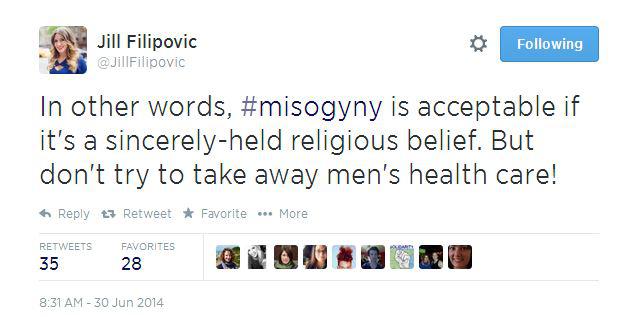 Jill Filipovic
@JillFilipovic
Following
In other words, #misogyny is acceptable if
it's a sincerely-held religious belief. But
don't try to take away men's health care!
Reply Retweet Favorite More
RETWEETS FAVORITES
35 28
8:31 AM - 30 Jun 2014